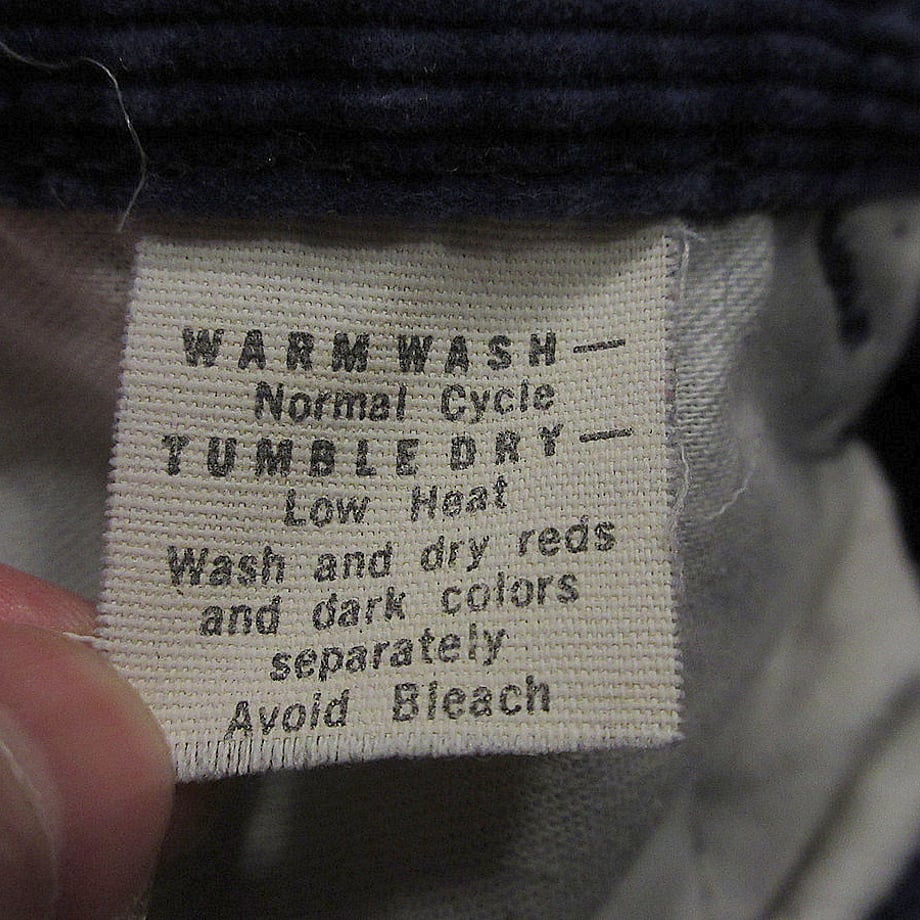 WARM WASH—
Normal Cycle
TUMBLE DRY—
Low Heat
Wash and dry reds
and dark colors
separately
Avoid Bleach